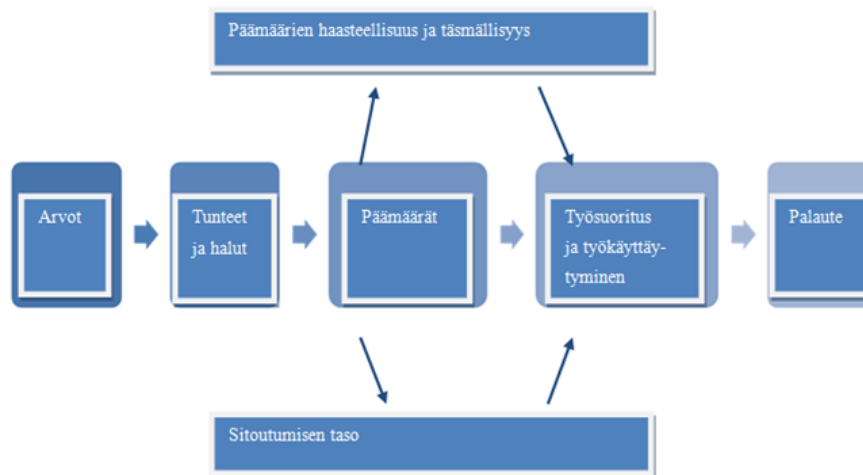 Päämäärien haasteellisuus ja täsmällisyys
Arvot
Tunteet
ja halut
Päämäärät
Työsuoritus
ja työkäyttäy-
tyminen
Palaute
Sitoutumisen taso